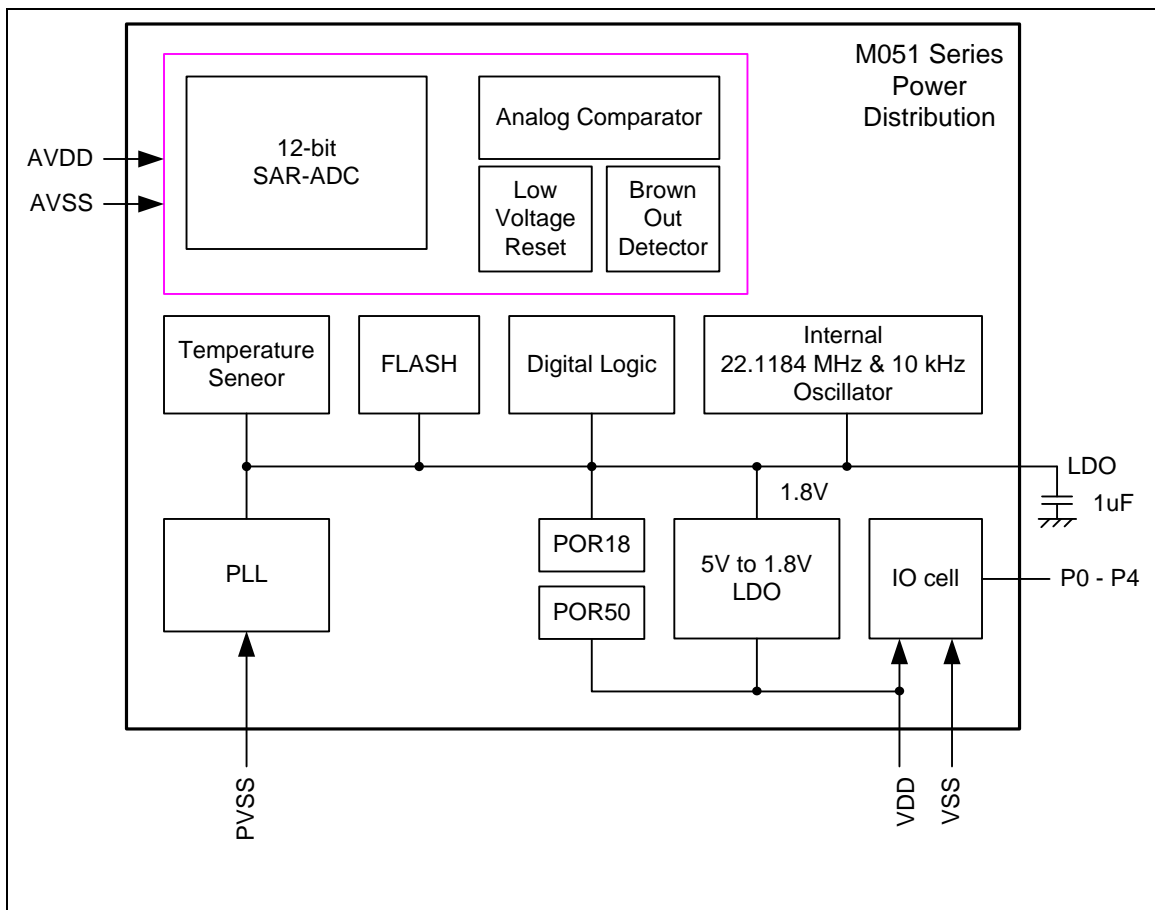 M051 Series
Power
Distribution
12-bit
SAR-ADC
Analog Comparator
Low
Voltage
Reset
Brown
Out
Detector
AVDD
AVSS
Temperature
Seneor
FLASH
Digital Logic
Internal
22.1184 MHz & 10 kHz
Oscillator
LDO
1.8V
1uF
PLL
POR18
POR50
5V to 1.8V
LDO
IO cell
P0 - P4
PVSS
VDD
VSS